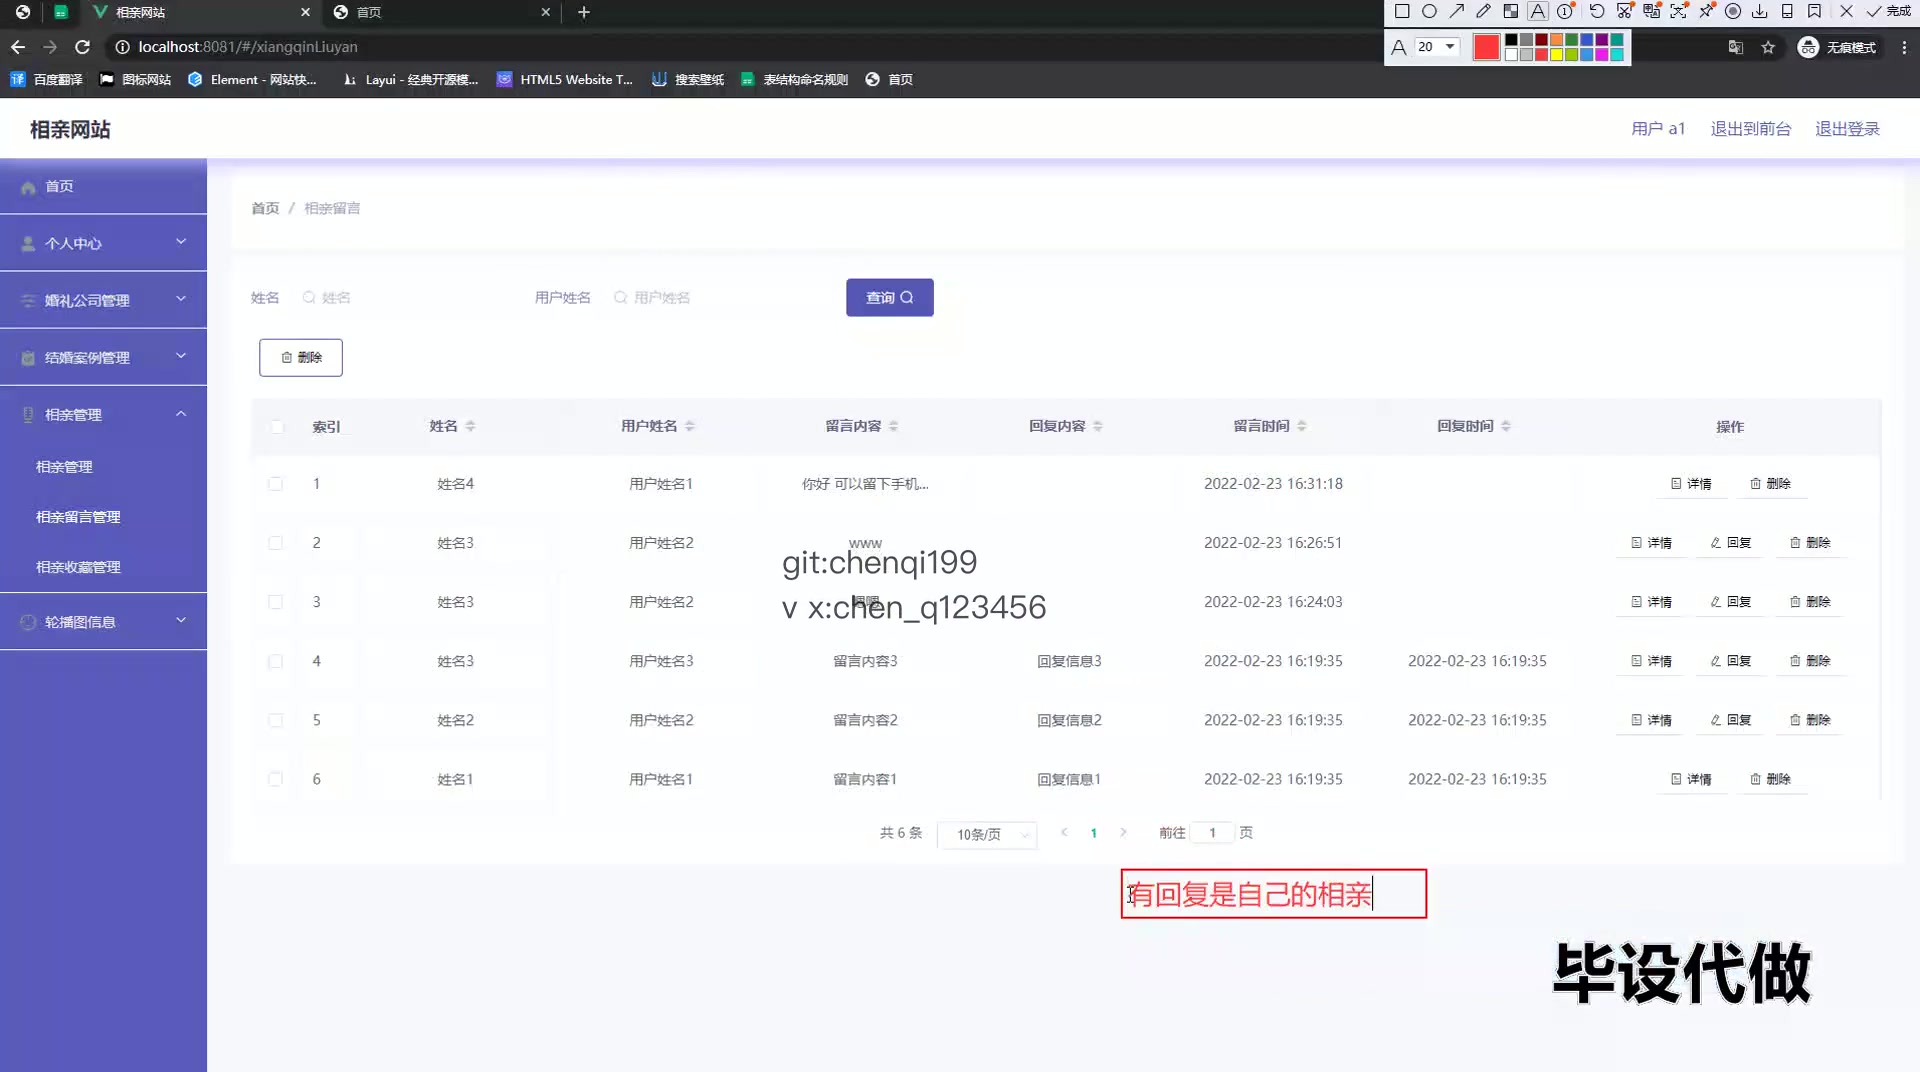 相亲网站
首页
完成
localhost:8081/#/xiangqinLiuyan
A 20
无痕模式
百度翻译 图标网站 Element - 网站快... Layui - 经典开源模... HTML5 Website T... 搜索壁纸 表结构命名规则 首页
相亲网站
用户 a1 退出到前台 退出登录
首页
个人中心
婚礼公司管理
结婚案例管理
相亲管理
相亲管理
相亲留言管理
相亲收藏管理
轮播图信息
首页 / 相亲留言
姓名 姓名 用户姓名 用户姓名 查询
删除
索引 姓名 用户姓名 留言内容 回复内容 留言时间 回复时间 操作
1 姓名4 用户姓名1 你好 可以留下手机... 2022-02-23 16:31:18 详情 删除
2 姓名3 用户姓名2 www 2022-02-23 16:26:51 详情 回复 删除
git:chenqi199
3 姓名3 用户姓名2 2022-02-23 16:24:03 详情 回复 删除
v x:chen_q123456
4 姓名3 用户姓名3 留言内容3 回复信息3 2022-02-23 16:19:35 2022-02-23 16:19:35 详情 回复 删除
5 姓名2 用户姓名2 留言内容2 回复信息2 2022-02-23 16:19:35 2022-02-23 16:19:35 详情 回复 删除
6 姓名1 用户姓名1 留言内容1 回复信息1 2022-02-23 16:19:35 2022-02-23 16:19:35 详情 删除
共 6 条 10条/页 1 前往 1 页
有回复是自己的相亲
毕设代做